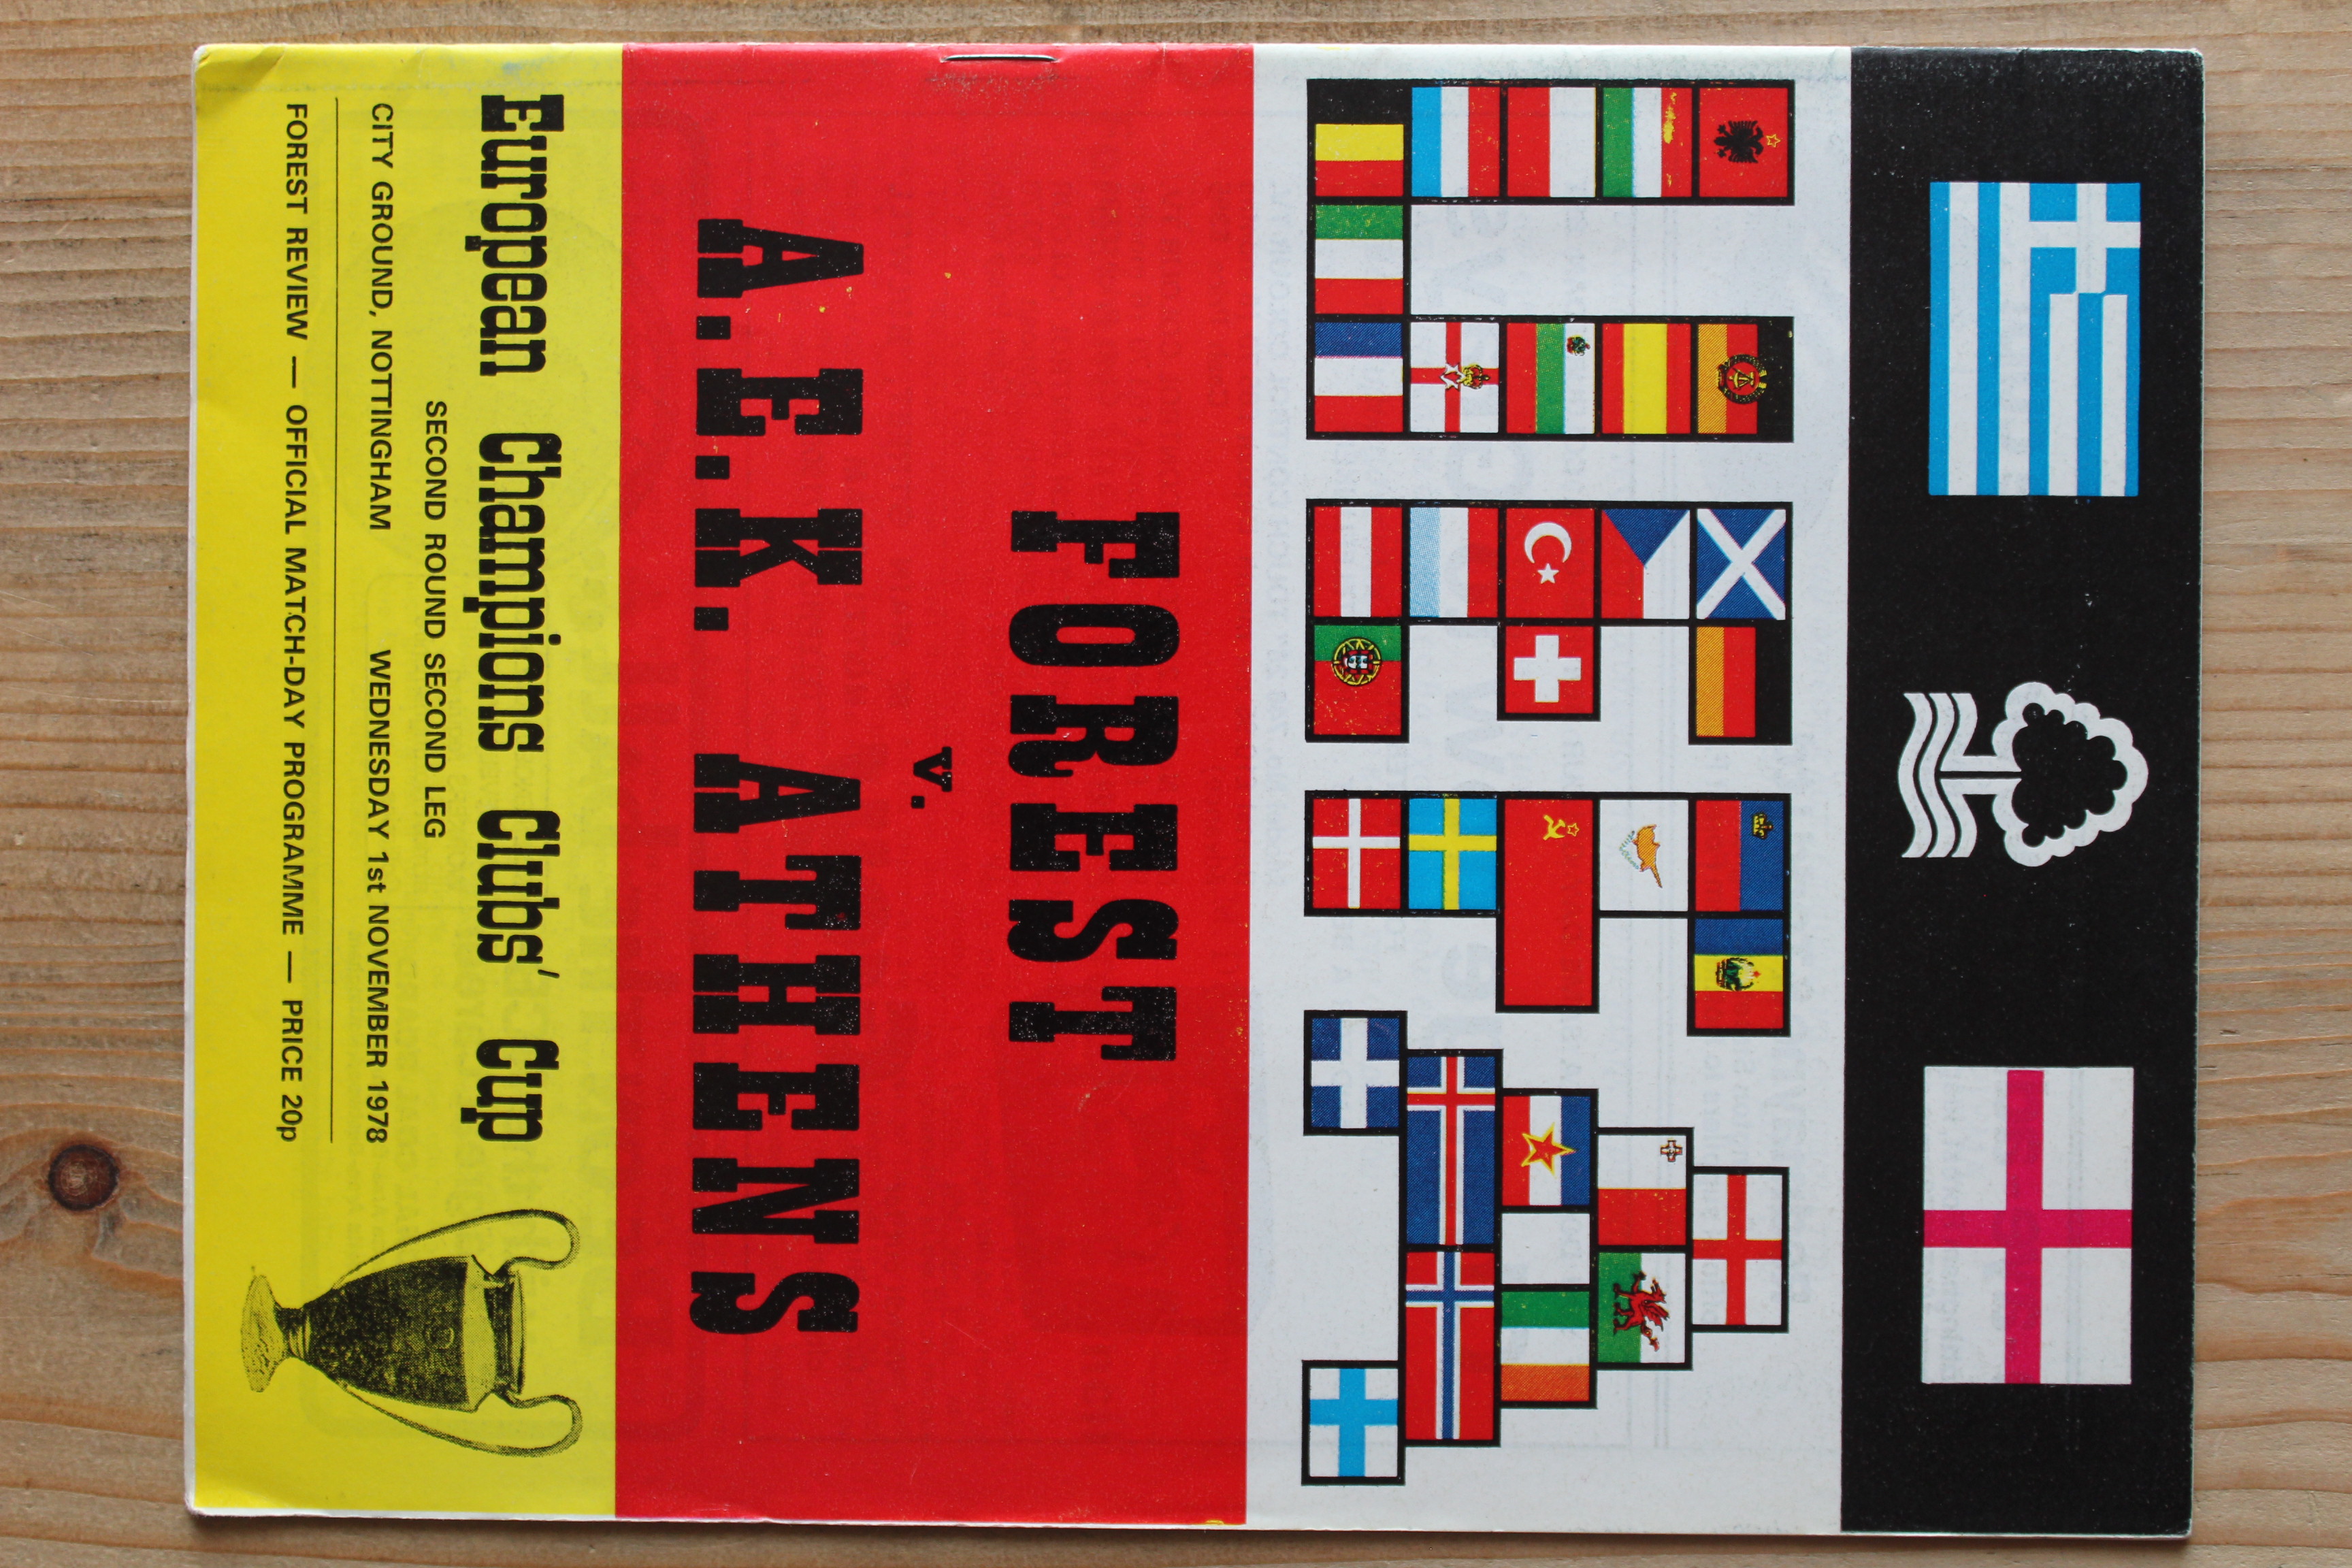 UEFA
FOREST
v.
A.E.K. ATHENS
European Champions Clubs' Cup
SECOND ROUND SECOND LEG
CITY GROUND, NOTTINGHAM WEDNESDAY 1st NOVEMBER 1978
FOREST REVIEW — OFFICIAL MATCH-DAY PROGRAMME — PRICE 20p